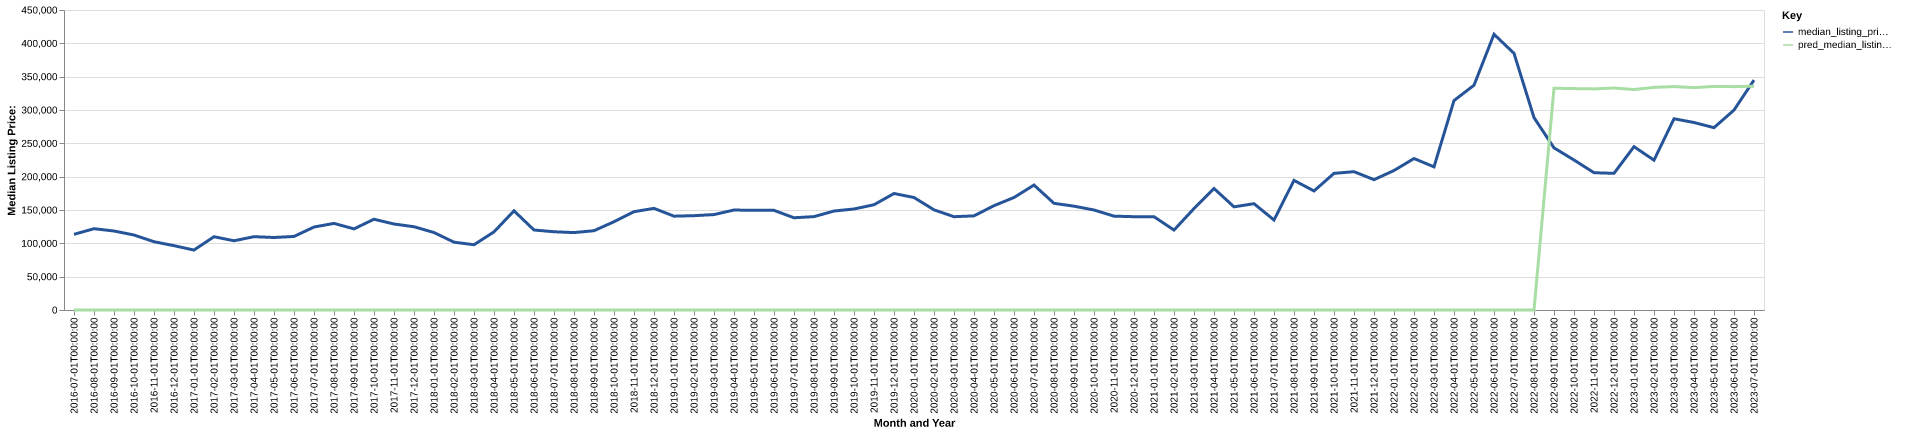 450,000
400,000
350,000
300,000
250,000
200,000
150,000
100,000
50,000
0
Median Listing Price:
2016-07-01T00:00:00
2016-08-01T00:00:00
2016-09-01T00:00:00
2016-10-01T00:00:00
2016-11-01T00:00:00
2016-12-01T00:00:00
2017-01-01T00:00:00
2017-02-01T00:00:00
2017-03-01T00:00:00
2017-04-01T00:00:00
2017-05-01T00:00:00
2017-06-01T00:00:00
2017-07-01T00:00:00
2017-08-01T00:00:00
2017-09-01T00:00:00
2017-10-01T00:00:00
2017-11-01T00:00:00
2017-12-01T00:00:00
2018-01-01T00:00:00
2018-02-01T00:00:00
2018-03-01T00:00:00
2018-04-01T00:00:00
2018-05-01T00:00:00
2018-06-01T00:00:00
2018-07-01T00:00:00
2018-08-01T00:00:00
2018-09-01T00:00:00
2018-10-01T00:00:00
2018-11-01T00:00:00
2018-12-01T00:00:00
2019-01-01T00:00:00
2019-02-01T00:00:00
2019-03-01T00:00:00
2019-04-01T00:00:00
2019-05-01T00:00:00
2019-06-01T00:00:00
2019-07-01T00:00:00
2019-08-01T00:00:00
2019-09-01T00:00:00
2019-10-01T00:00:00
2019-11-01T00:00:00
2019-12-01T00:00:00
2020-01-01T00:00:00
2020-02-01T00:00:00
2020-03-01T00:00:00
2020-04-01T00:00:00
2020-05-01T00:00:00
2020-06-01T00:00:00
2020-07-01T00:00:00
2020-08-01T00:00:00
2020-09-01T00:00:00
2020-10-01T00:00:00
2020-11-01T00:00:00
2020-12-01T00:00:00
2021-01-01T00:00:00
2021-02-01T00:00:00
2021-03-01T00:00:00
2021-04-01T00:00:00
2021-05-01T00:00:00
2021-06-01T00:00:00
2021-07-01T00:00:00
2021-08-01T00:00:00
2021-09-01T00:00:00
2021-10-01T00:00:00
2021-11-01T00:00:00
2021-12-01T00:00:00
2022-01-01T00:00:00
2022-02-01T00:00:00
2022-03-01T00:00:00
2022-04-01T00:00:00
2022-05-01T00:00:00
2022-06-01T00:00:00
2022-07-01T00:00:00
2022-08-01T00:00:00
2022-09-01T00:00:00
2022-10-01T00:00:00
2022-11-01T00:00:00
2022-12-01T00:00:00
2023-01-01T00:00:00
2023-02-01T00:00:00
2023-03-01T00:00:00
2023-04-01T00:00:00
2023-05-01T00:00:00
2023-06-01T00:00:00
2023-07-01T00:00:00
Month and Year
Key
median_listing_pri…
pred_median_listin…